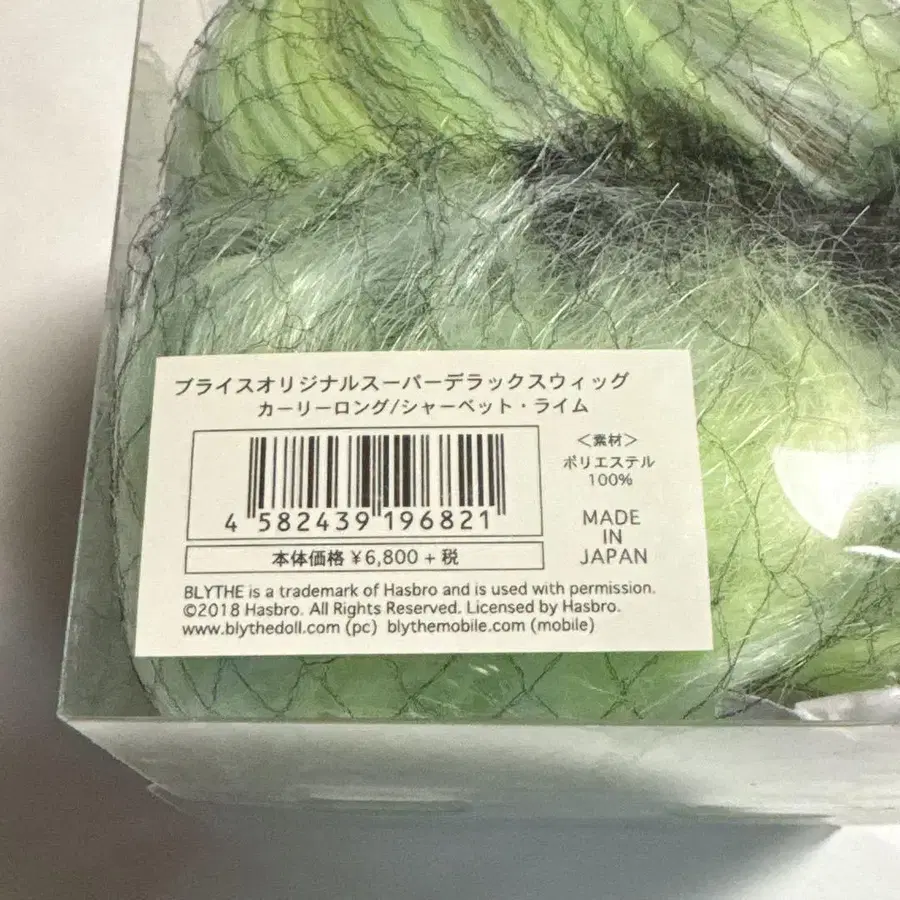 ブライスオリジナルスーパーデラックスウィッグ
カーリーロング/シャーベット・ライム
4 582439 196821
本体価格 ¥6,800 +税
<素材>
ポリエステル
100%
MADE
IN
JAPAN
BLYTHE is a trademark of Hasbro and is used with permission.
©2018 Hasbro. All Rights Reserved. Licensed by Hasbro.
www.blythedoll.com (pc) blythemobile.com (mobile)